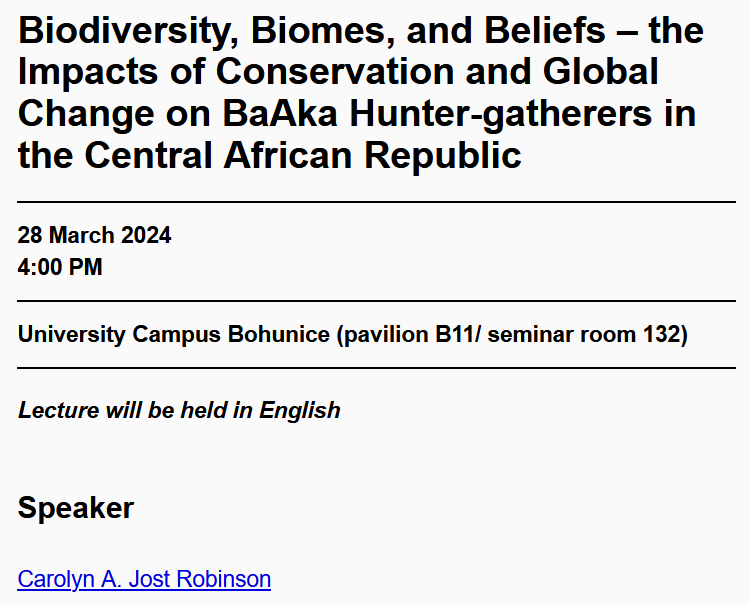 Biodiversity, Biomes, and Beliefs – the
Impacts of Conservation and Global
Change on BaAka Hunter-gatherers in
the Central African Republic
28 March 2024
4:00 PM
University Campus Bohunice (pavilion B11/ seminar room 132)
Lecture will be held in English
Speaker
Carolyn A. Jost Robinson